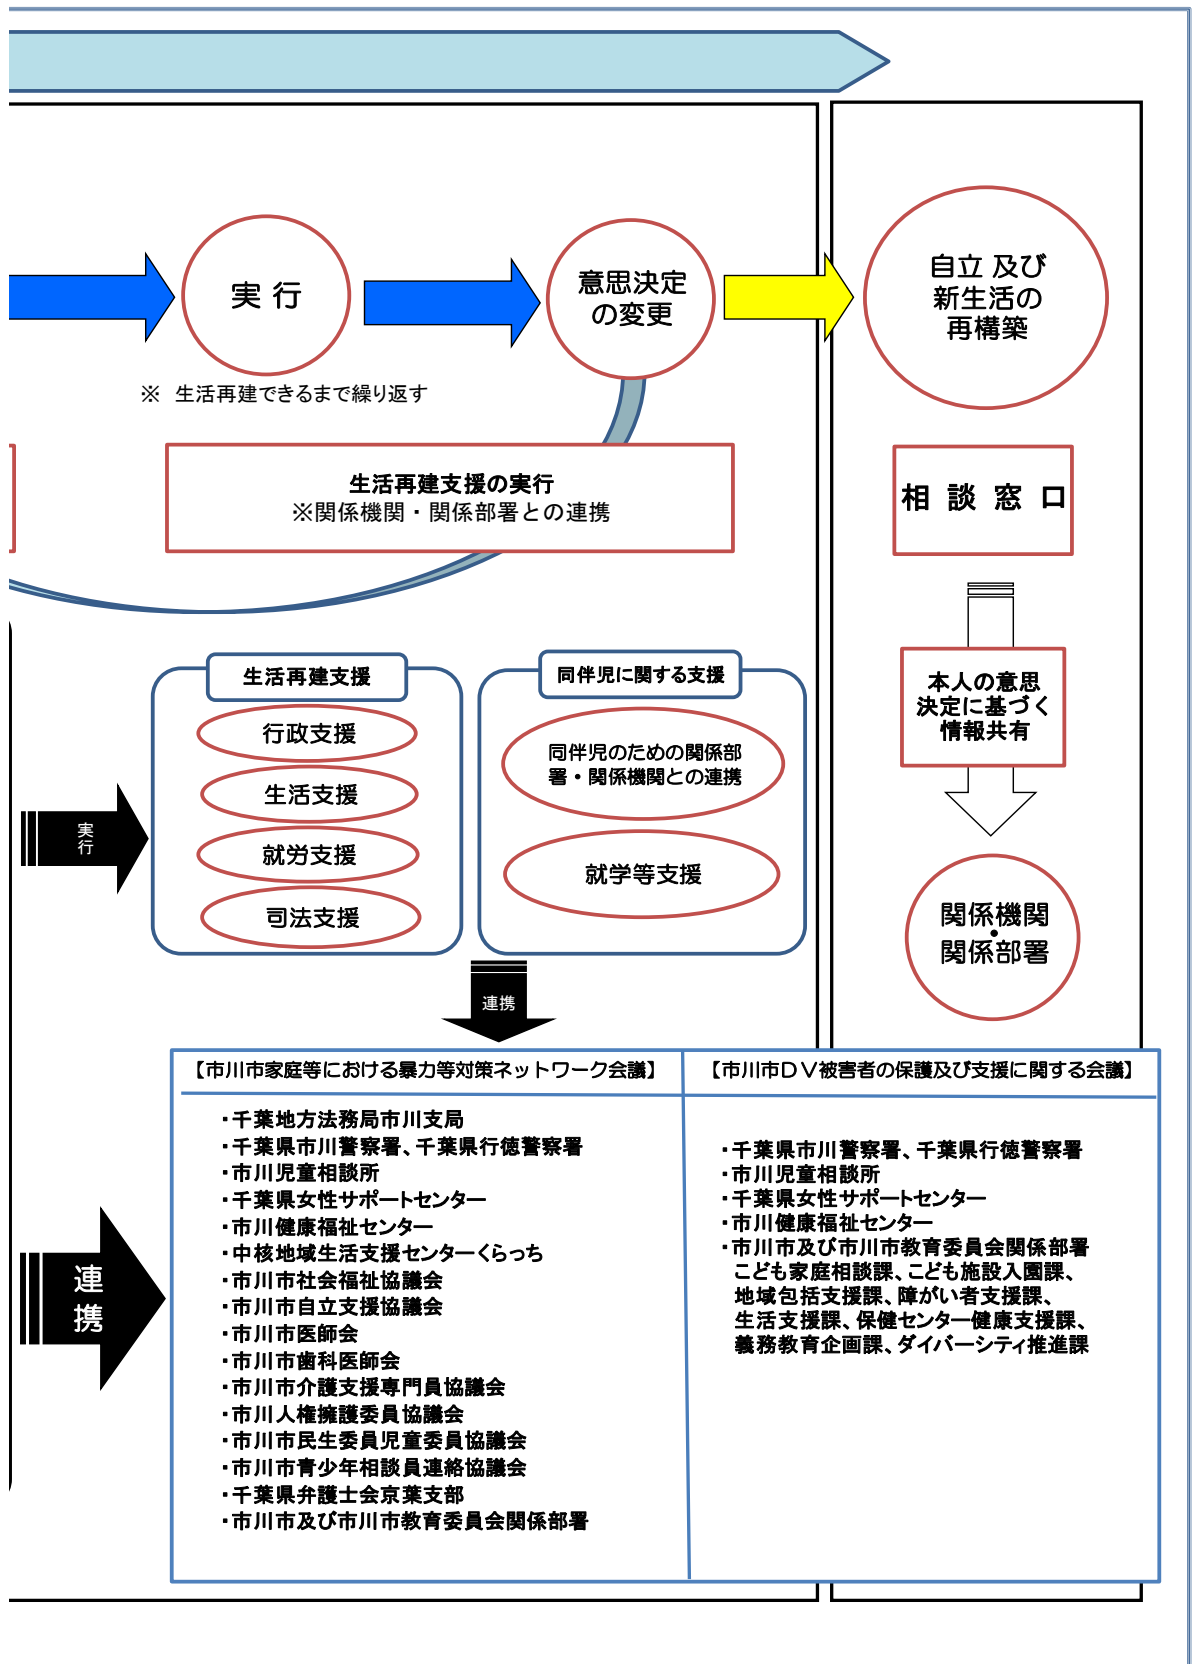 実 行
意思決定
の変更
自立 及び
新生活の
再構築
※ 生活再建できるまで繰り返す
生活再建支援の実行
※関係機関・関係部署との連携
相 談 窓 口
本人の意思
決定に基づく
情報共有
関係機関
・
関係部署
実行
生活再建支援
行政支援
生活支援
就労支援
司法支援
同伴児に関する支援
同伴児のための関係部
署・関係機関との連携
就学等支援
連携
連携
【市川市家庭等における暴力等対策ネットワーク会議】
・千葉地方法務局市川支局
・千葉県市川警察署、千葉県行徳警察署
・市川児童相談所
・千葉県女性サポートセンター
・市川健康福祉センター
・中核地域生活支援センターくらっち
・市川市社会福祉協議会
・市川市自立支援協議会
・市川市医師会
・市川市歯科医師会
・市川市介護支援専門員協議会
・市川人権擁護委員協議会
・市川市民生委員児童委員協議会
・市川市青少年相談員連絡協議会
・千葉県弁護士会京葉支部
・市川市及び市川市教育委員会関係部署
【市川市DV被害者の保護及び支援に関する会議】
・千葉県市川警察署、千葉県行徳警察署
・市川児童相談所
・千葉県女性サポートセンター
・市川健康福祉センター
・市川市及び市川市教育委員会関係部署
こども家庭相談課、こども施設入園課、
地域包括支援課、障がい者支援課、
生活支援課、保健センター健康支援課、
義務教育企画課、ダイバーシティ推進課